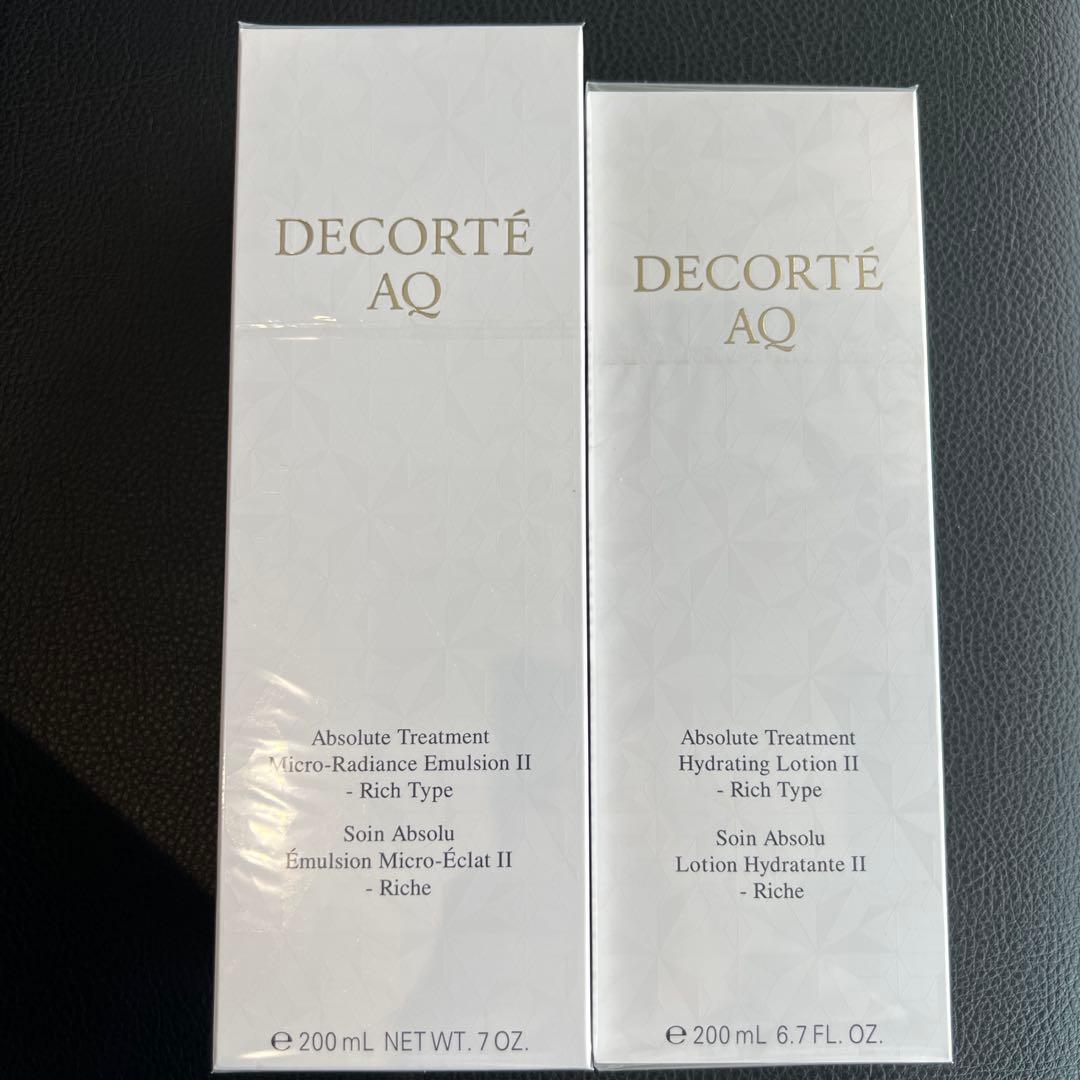 DECORTÉ
AQ
Absolute Treatment
Micro-Radiance Emulsion II
- Rich Type
Soin Absolu
Émulsion Micro-Éclat II
- Riche
℮ 200 mL NET WT. 7 OZ.
DECORTÉ
AQ
Absolute Treatment
Hydrating Lotion II
- Rich Type
Soin Absolu
Lotion Hydratante II
- Riche
℮ 200 mL 6.7 FL. OZ.